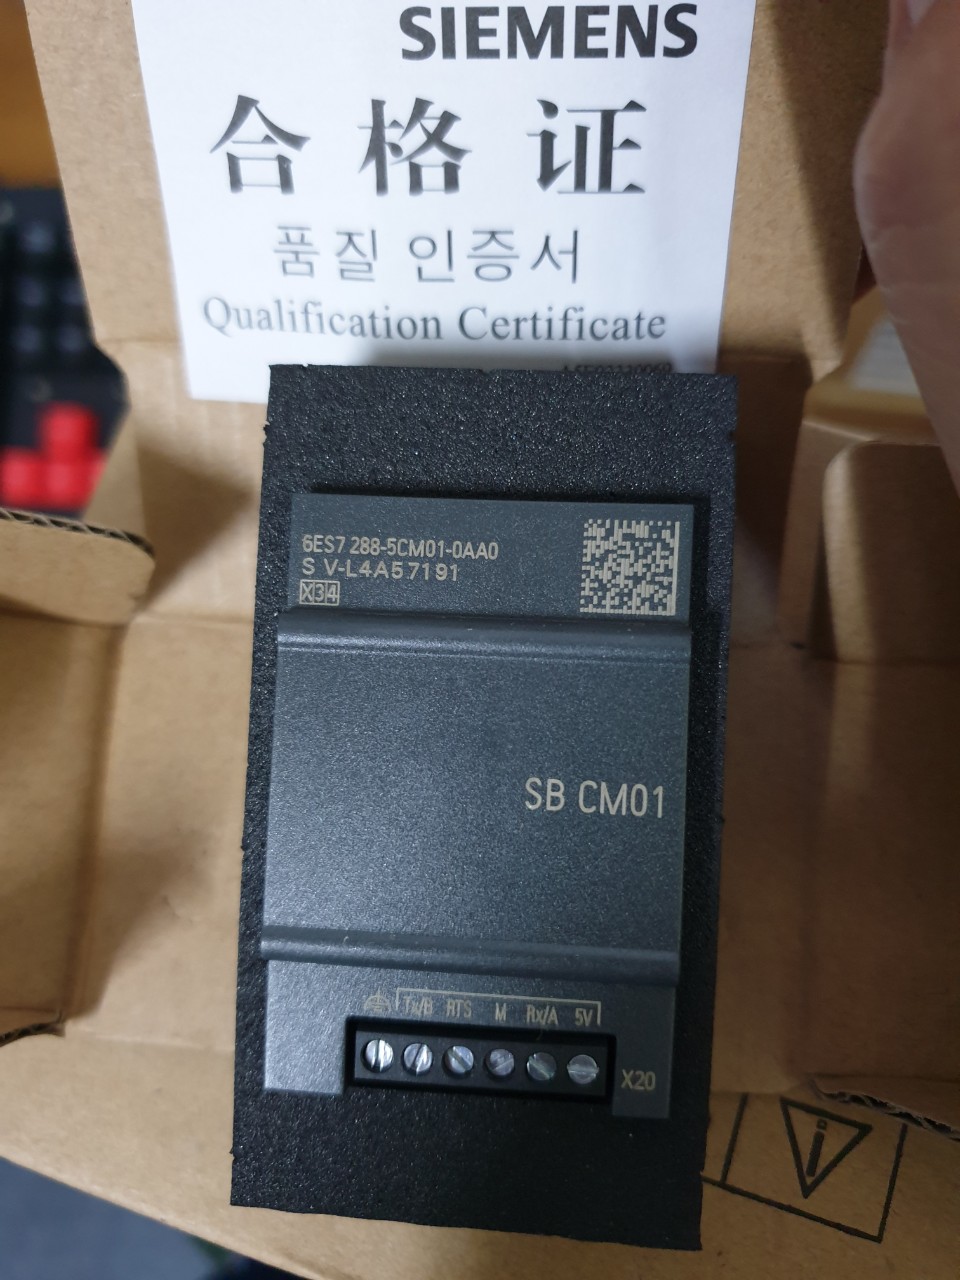 SIEMENS
合格证
품질 인증서
Qualification Certificate
6ES7 288-5CM01-0AA0
S V-L4A57191
X34
SB CM01
Tx/B RTS M Rx/A 5V
X20